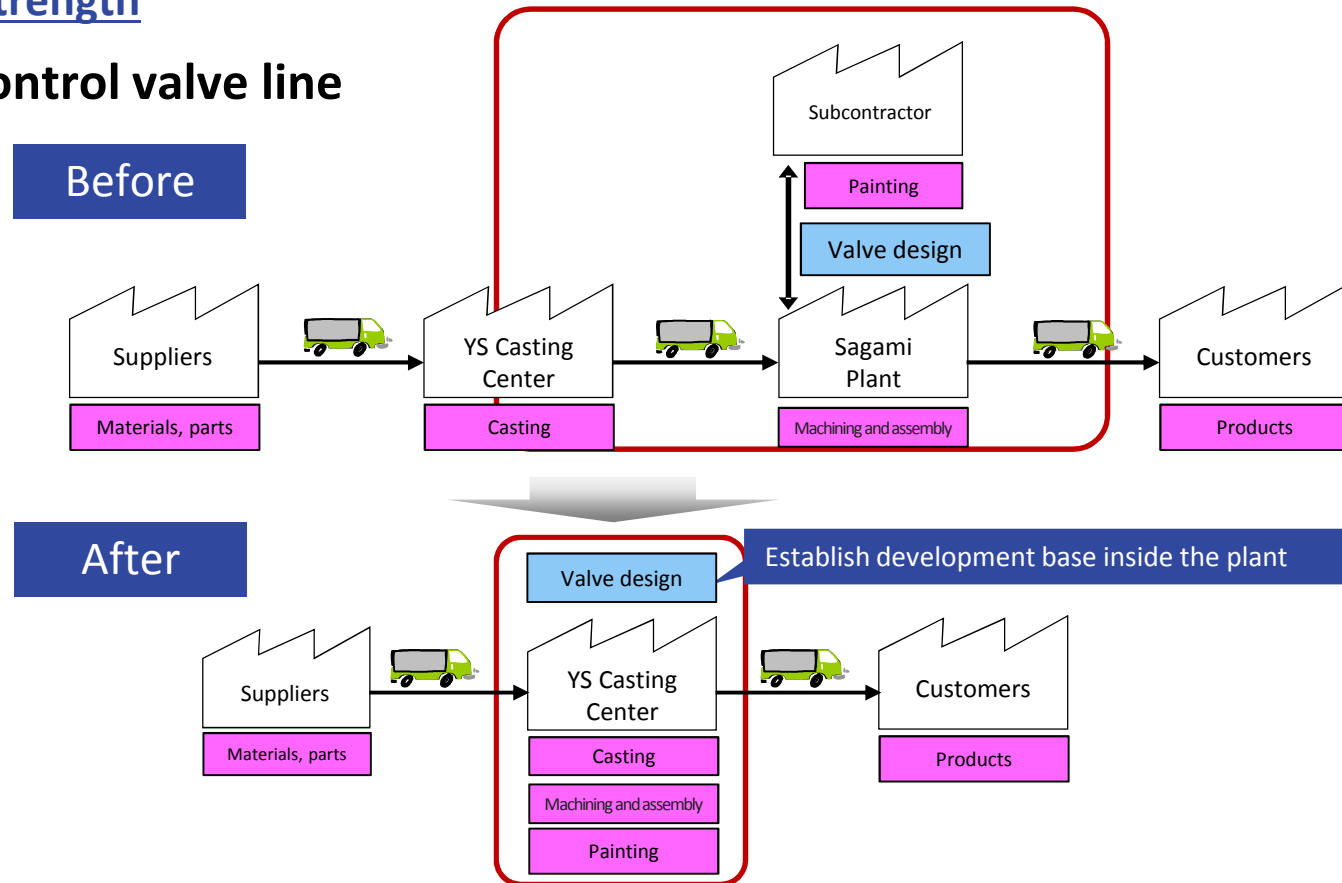 trength
ontrol valve line
Before
Subcontractor
Painting
Valve design
Suppliers
YS Casting
Center
Sagami
Plant
Customers
Materials, parts
Casting
Machining and assembly
Products
After
Valve design
Establish development base inside the plant
Suppliers
YS Casting
Center
Customers
Materials, parts
Casting
Products
Machining and assembly
Painting